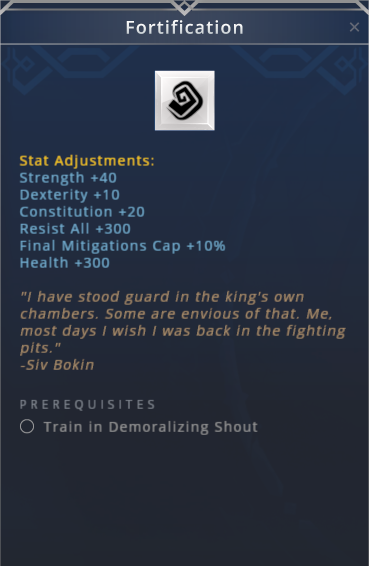 Fortification
Stat Adjustments:
Strength +40
Dexterity +10
Constitution +20
Resist All +300
Final Mitigations Cap +10%
Health +300
"I have stood guard in the king's own
chambers. Some are envious of that. Me,
most days I wish I was back in the fighting
pits."
-Siv Bokin
PREREQUISITES
Train in Demoralizing Shout